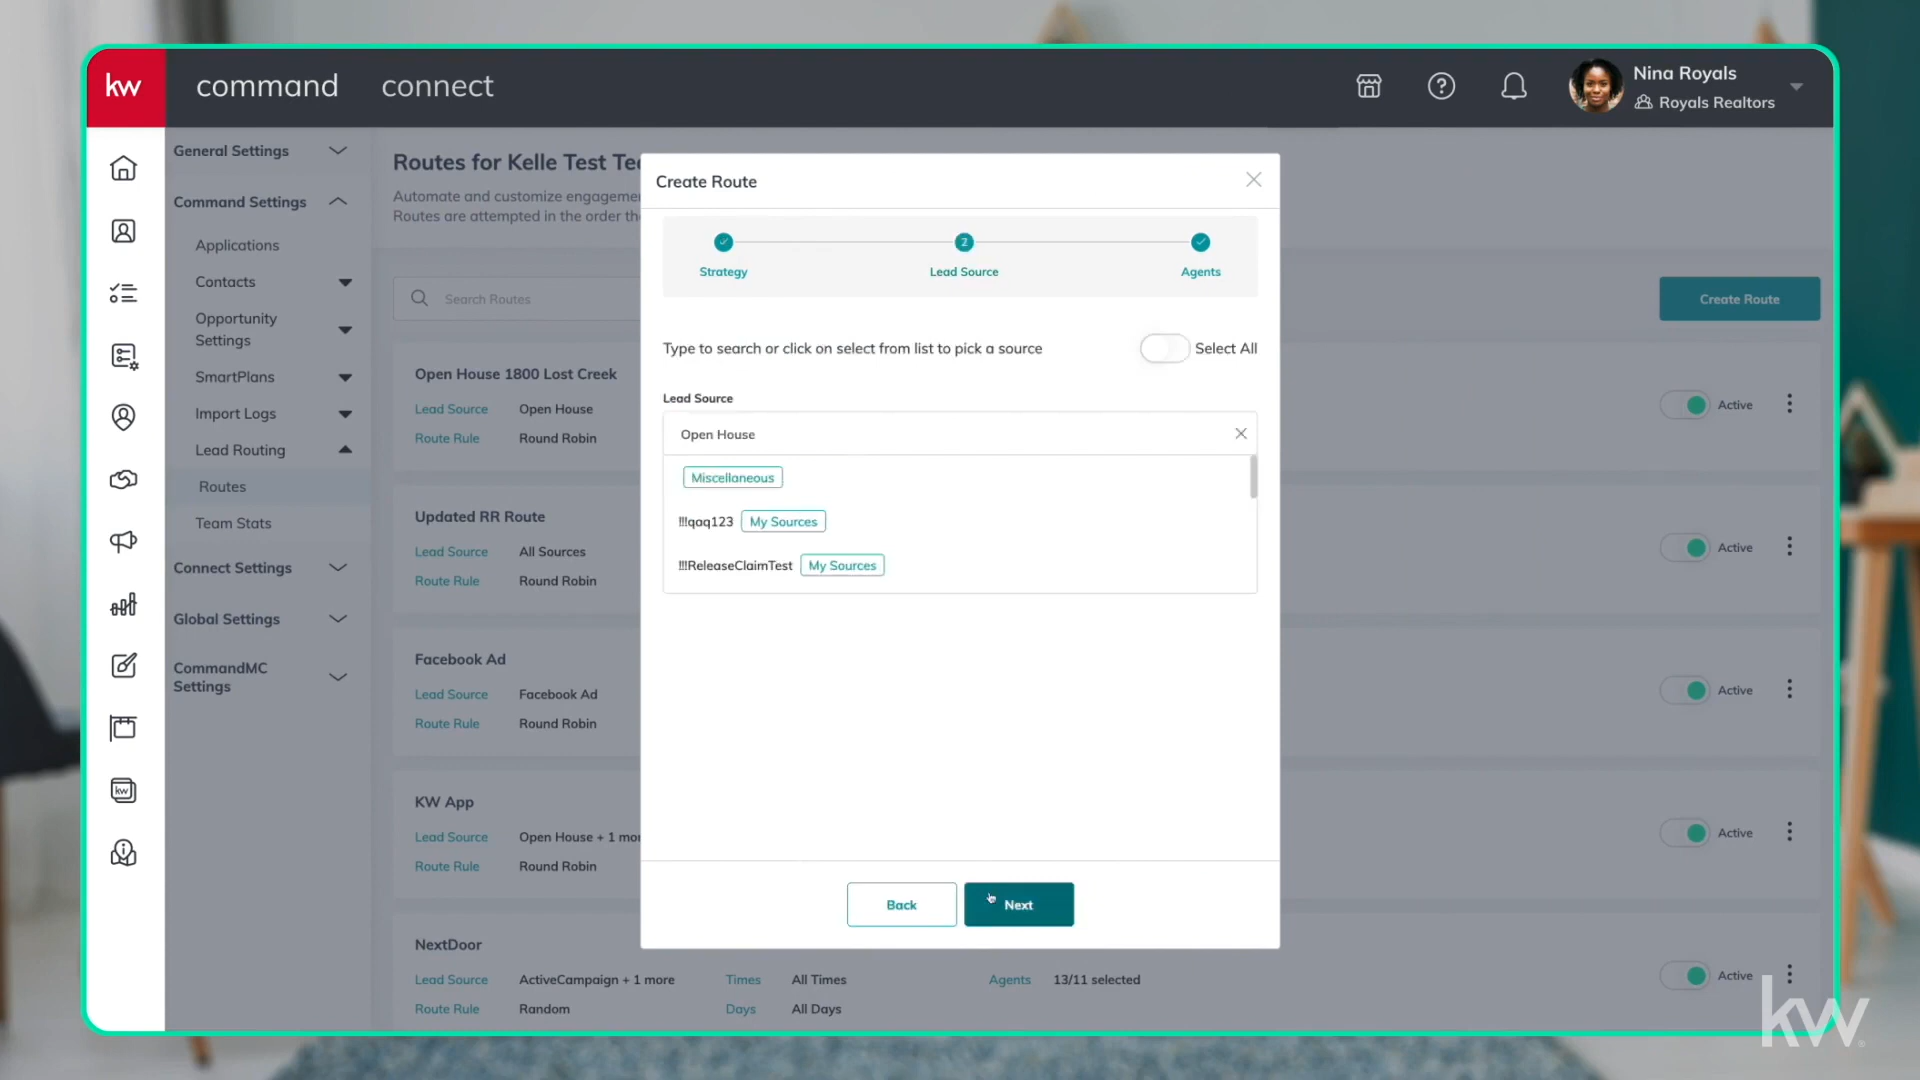 kw command connect
Nina Royals
Royals Realtors
General Settings
Command Settings
Applications
Contacts
Opportunity
Settings
SmartPlans
Import Logs
Lead Routing
Routes
Team Stats
Connect Settings
Global Settings
CommandMC
Settings
Routes for Kelle Test Te
Automate and customize engageme
Routes are attempted in the order th
Search Routes
Create Route
Open House 1800 Lost Creek
Lead Source Open House
Route Rule Round Robin
Active
Updated RR Route
Lead Source All Sources
Route Rule Round Robin
Active
Facebook Ad
Lead Source Facebook Ad
Route Rule Round Robin
Active
KW App
Lead Source Open House + 1 mo
Route Rule Round Robin
Active
NextDoor
Lead Source ActiveCampaign + 1 more Times All Times Agents 13/11 selected
Route Rule Random Days All Days
Active
Create Route
2
Strategy Lead Source Agents
Type to search or click on select from list to pick a source Select All
Lead Source
Open House
Miscellaneous
!!!qaq123 My Sources
!!!ReleaseClaimTest My Sources
Back Next
kw
kw